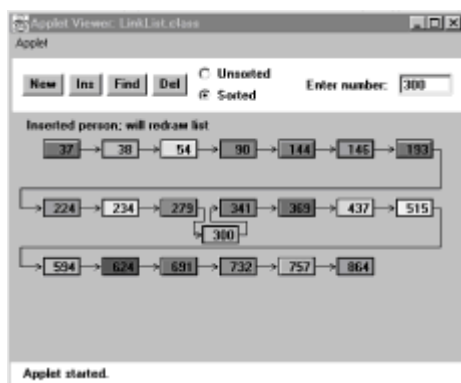 Applet Viewer: LinkList.class
Applet
New Ins Find Del
Unsorted
Sorted
Enter number: 300
Inserted person; will redraw list
37 38 54 90 144 146 193
224 234 279 341 369 437 515
300
594 624 691 732 757 864
Applet started.